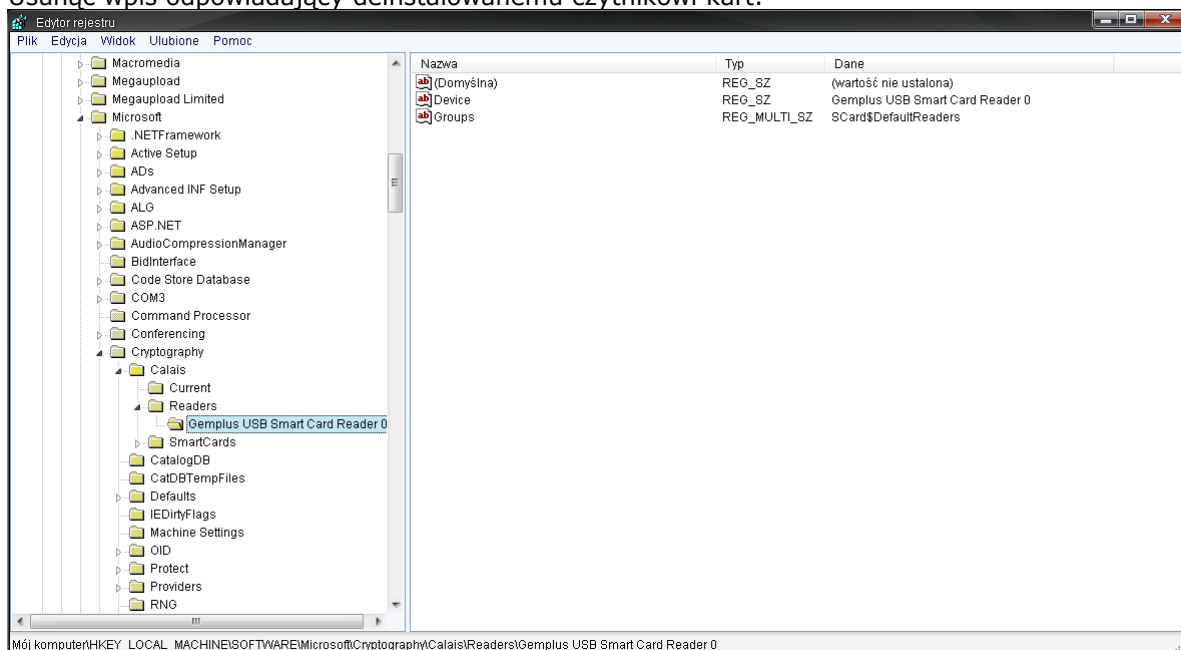 Usunąć wpis odpowiadający deinstalowanemu czytnikowi kart.
Edytor rejestru
Plik Edycja Widok Ulubione Pomoc
Macromedia
Megaupload
Megaupload Limited
Microsoft
.NETFramework
Active Setup
ADs
Advanced INF Setup
ALG
ASP.NET
AudioCompressionManager
BidInterface
Code Store Database
COM3
Command Processor
Conferencing
Cryptography
Calais
Current
Readers
Gemplus USB Smart Card Reader 0
SmartCards
CatalogDB
CatDBTempFiles
Defaults
IEDirtyFlags
Machine Settings
OID
Protect
Providers
RNG
Nazwa Typ Dane
(Domyślna) REG_SZ (wartość nie ustalona)
Device REG_SZ Gemplus USB Smart Card Reader 0
Groups REG_MULTI_SZ SCard$DefaultReaders
Mój komputer\HKEY_LOCAL_MACHINE\SOFTWARE\Microsoft\Cryptography\Calais\Readers\Gemplus USB Smart Card Reader 0